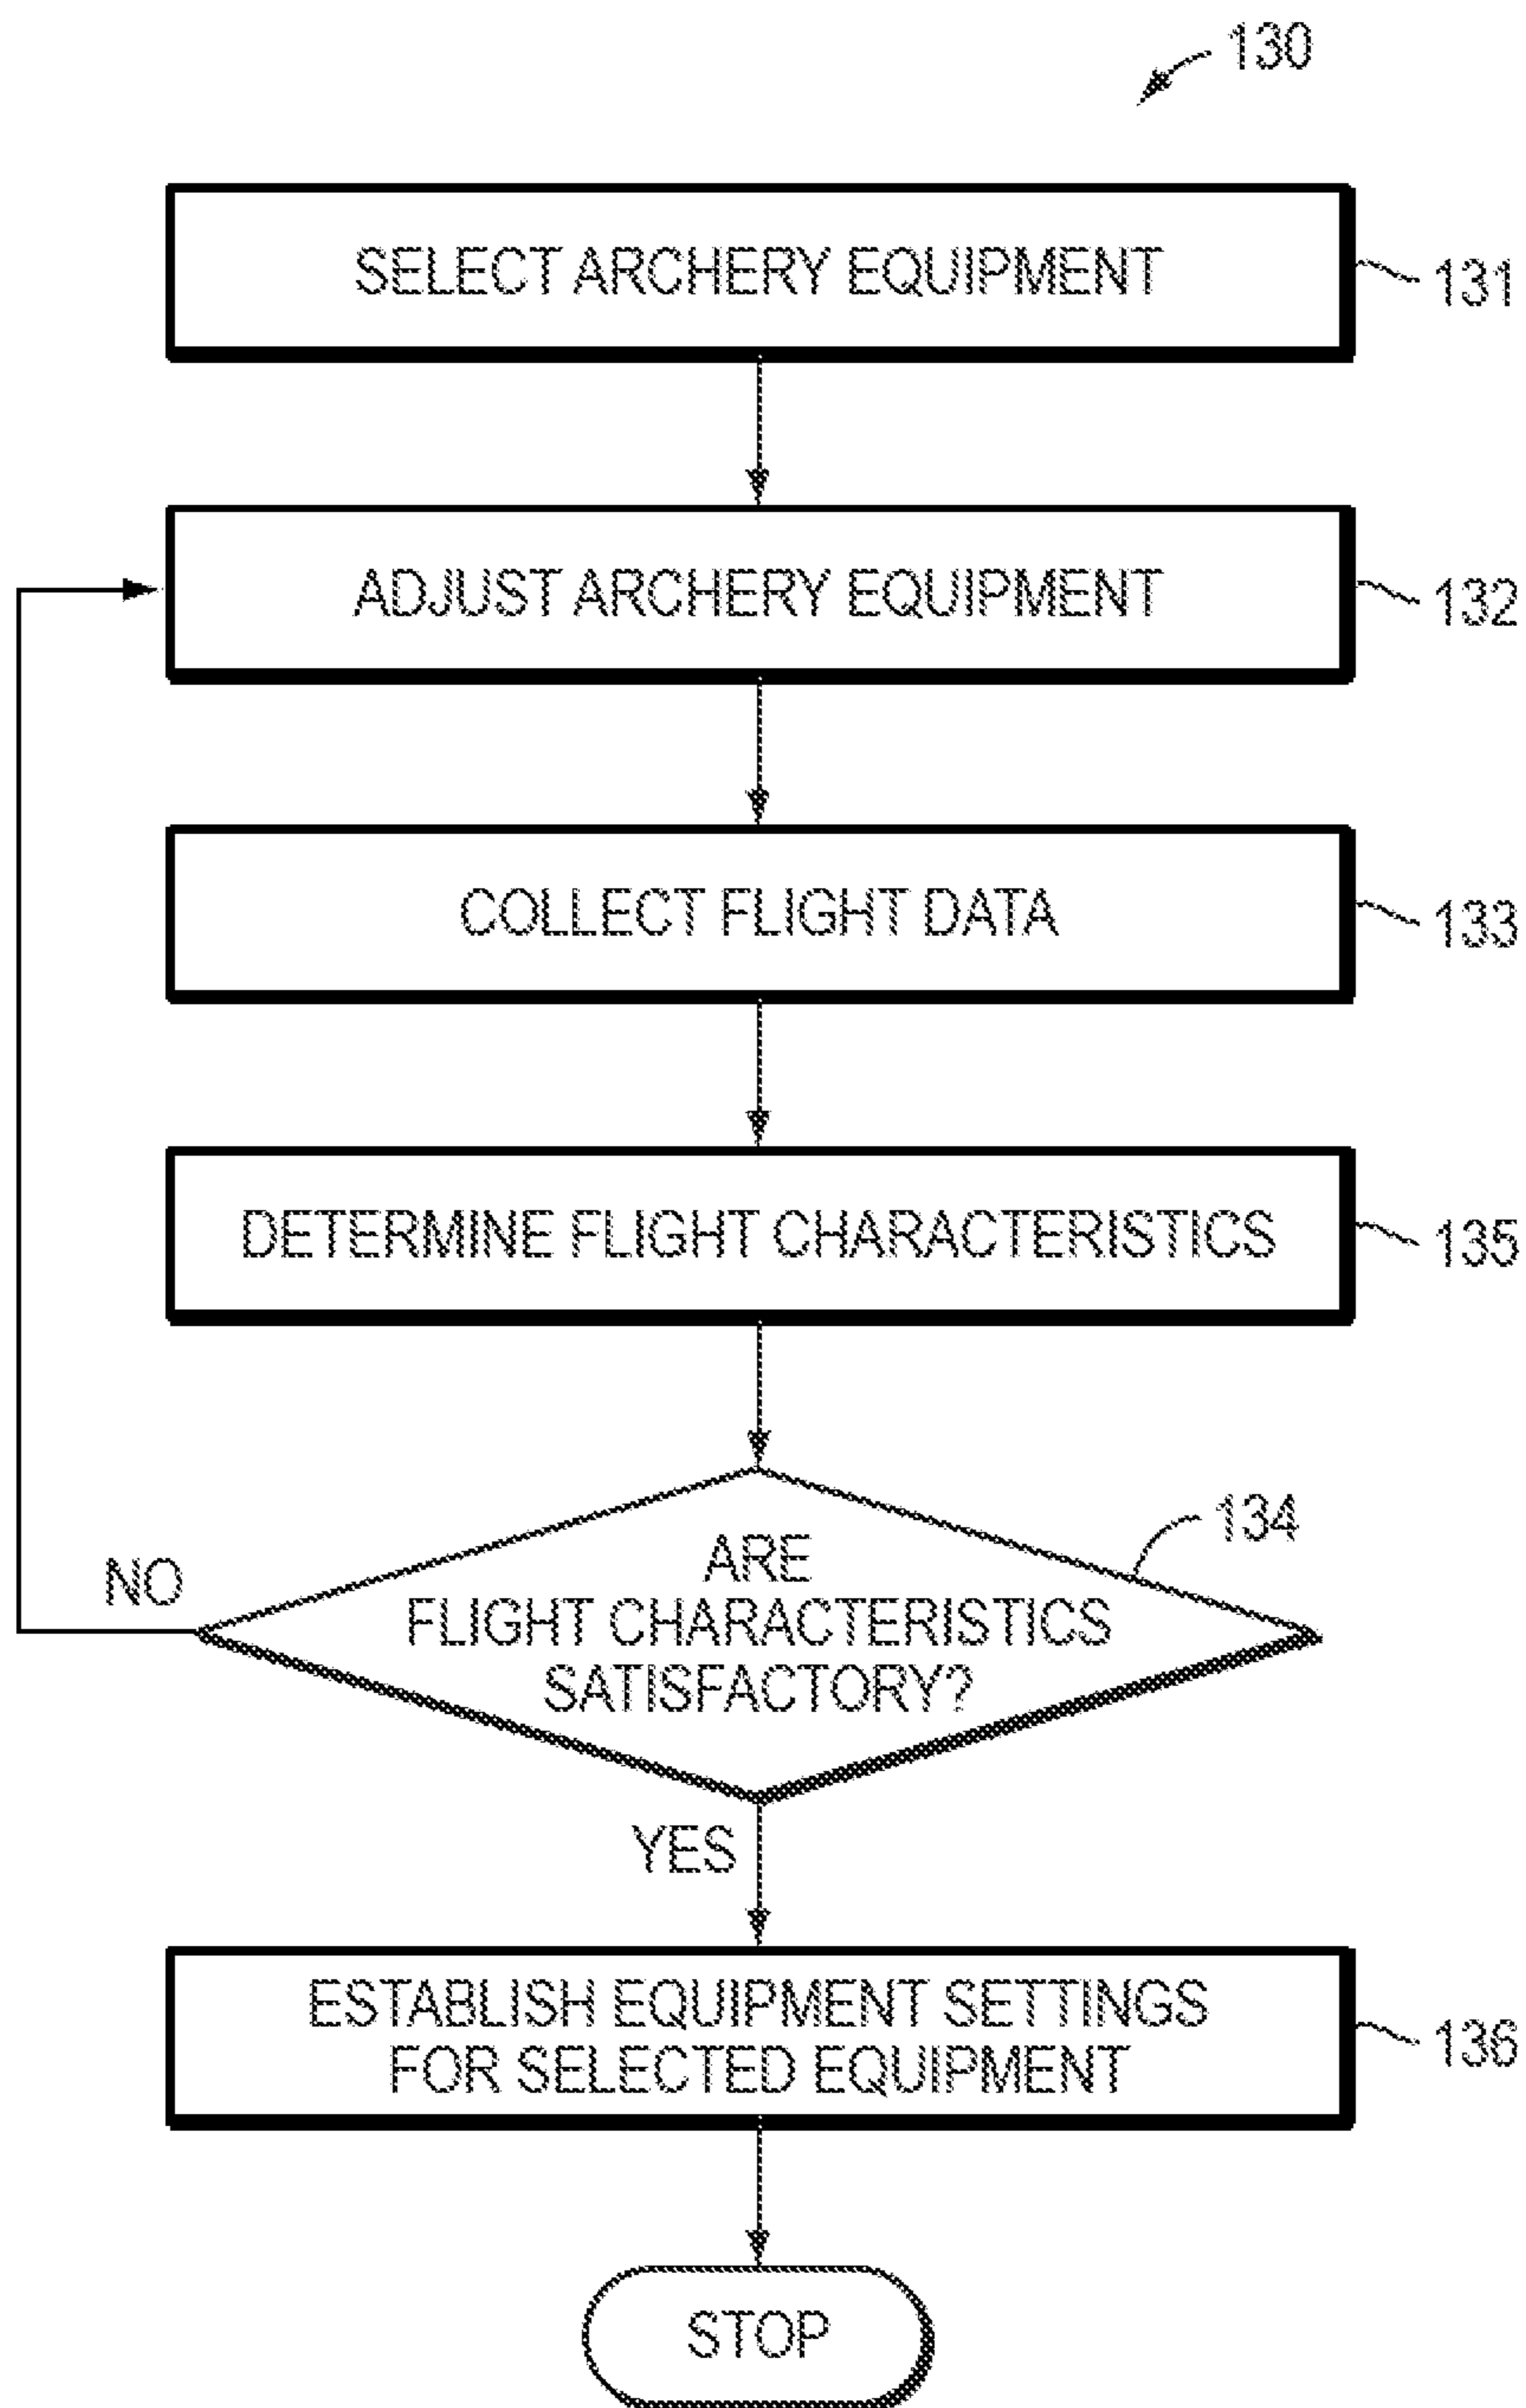 130
SELECT ARCHERY EQUIPMENT
131
ADJUST ARCHERY EQUIPMENT
132
COLLECT FLIGHT DATA
133
DETERMINE FLIGHT CHARACTERISTICS
135
134
ARE
FLIGHT CHARACTERISTICS
SATISFACTORY?
NO
YES
ESTABLISH EQUIPMENT SETTINGS
FOR SELECTED EQUIPMENT
136
STOP